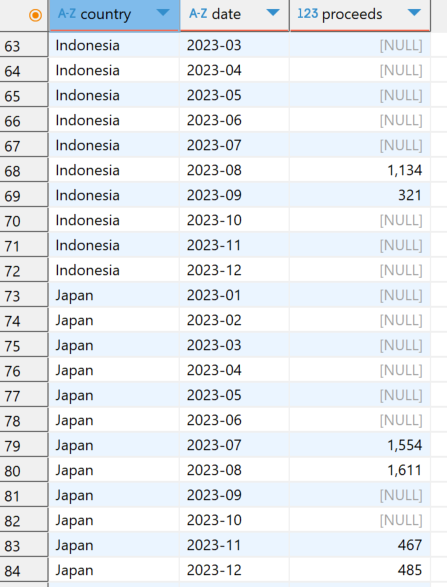 A-Z country A-Z date 123 proceeds
63 Indonesia 2023-03 [NULL]
64 Indonesia 2023-04 [NULL]
65 Indonesia 2023-05 [NULL]
66 Indonesia 2023-06 [NULL]
67 Indonesia 2023-07 [NULL]
68 Indonesia 2023-08 1,134
69 Indonesia 2023-09 321
70 Indonesia 2023-10 [NULL]
71 Indonesia 2023-11 [NULL]
72 Indonesia 2023-12 [NULL]
73 Japan 2023-01 [NULL]
74 Japan 2023-02 [NULL]
75 Japan 2023-03 [NULL]
76 Japan 2023-04 [NULL]
77 Japan 2023-05 [NULL]
78 Japan 2023-06 [NULL]
79 Japan 2023-07 1,554
80 Japan 2023-08 1,611
81 Japan 2023-09 [NULL]
82 Japan 2023-10 [NULL]
83 Japan 2023-11 467
84 Japan 2023-12 485